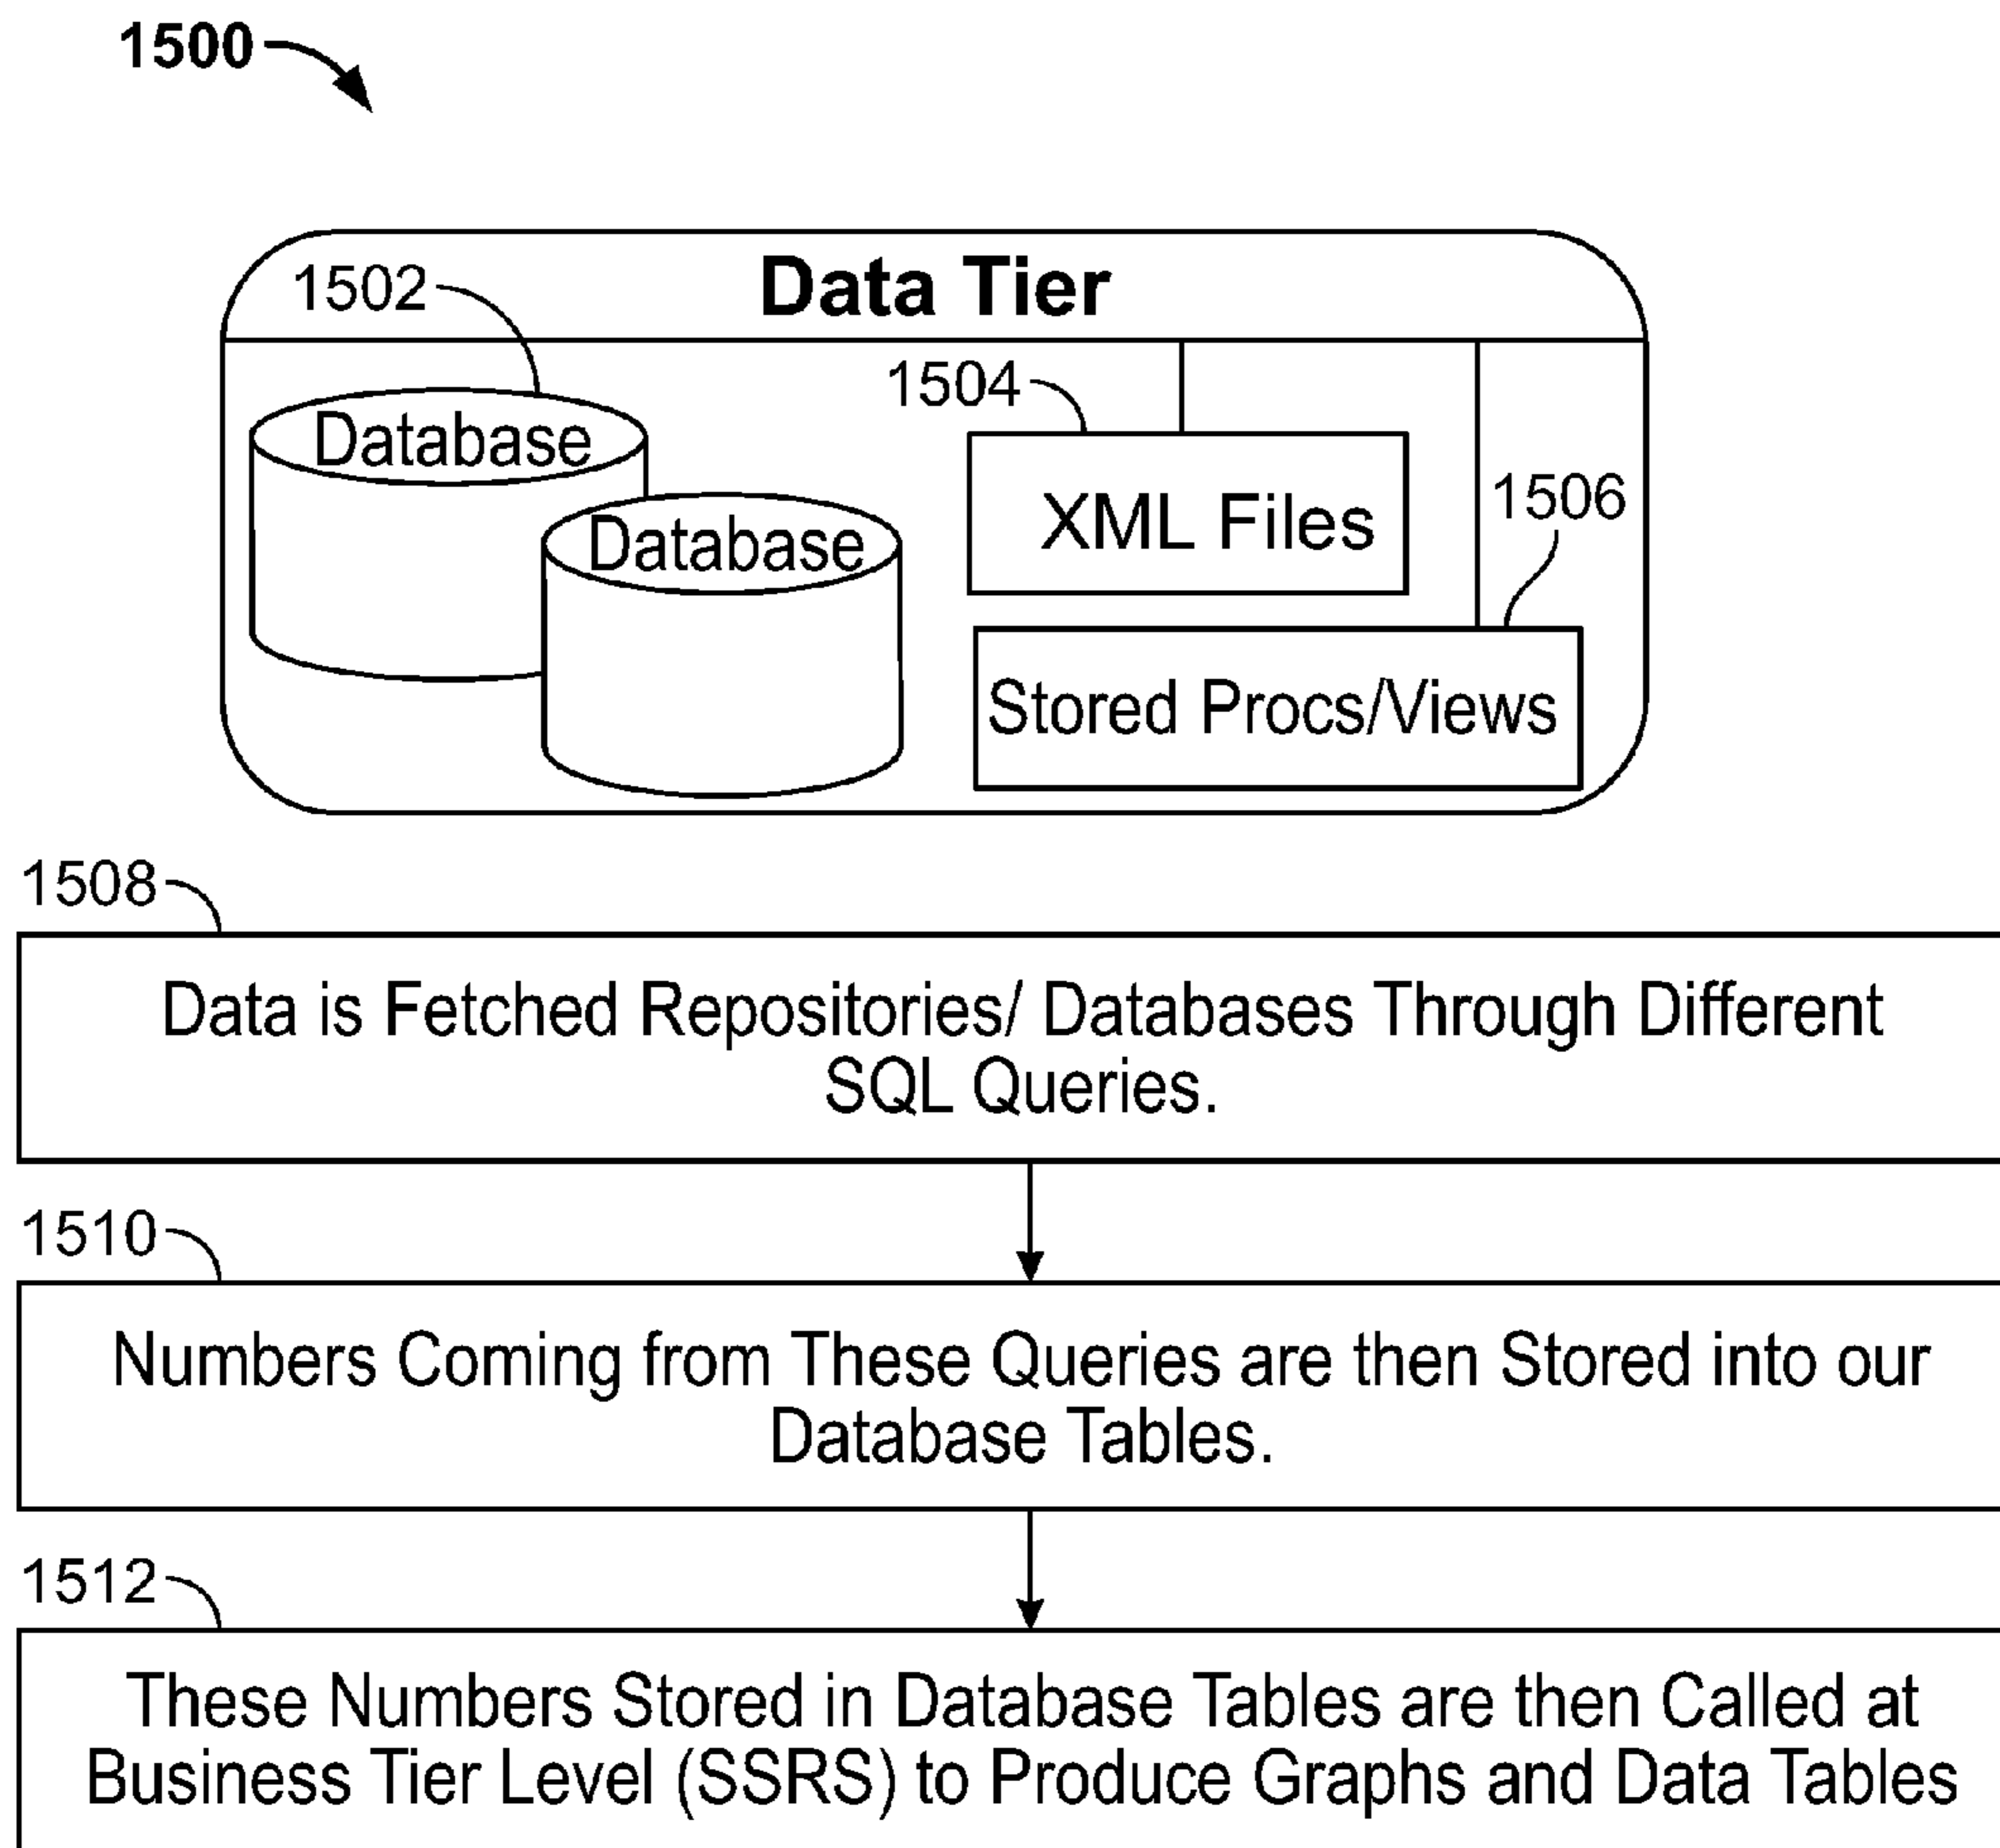 1500
Data Tier
1502
Database
Database
1504
XML Files
1506
Stored Procs/Views
1508
Data is Fetched Repositories/ Databases Through Different
SQL Queries.
1510
Numbers Coming from These Queries are then Stored into our
Database Tables.
1512
These Numbers Stored in Database Tables are then Called at
Business Tier Level (SSRS) to Produce Graphs and Data Tables